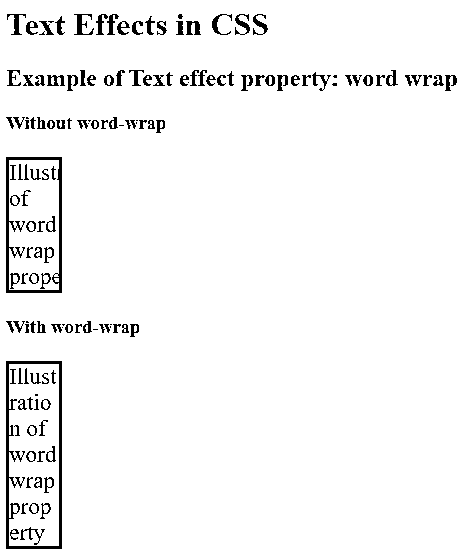 Text Effects in CSS
Example of Text effect property: word wrap
Without word-wrap
Illust
of
word
wrap
prope
With word-wrap
Illust
ratio
n of
word
wrap
prop
erty